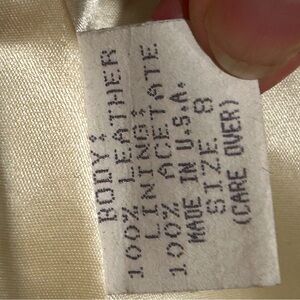 BODY:
100% LEATHER
LINING:
100% ACETATE
MADE IN U.S.A.
SIZE 8
(CARE OVER)